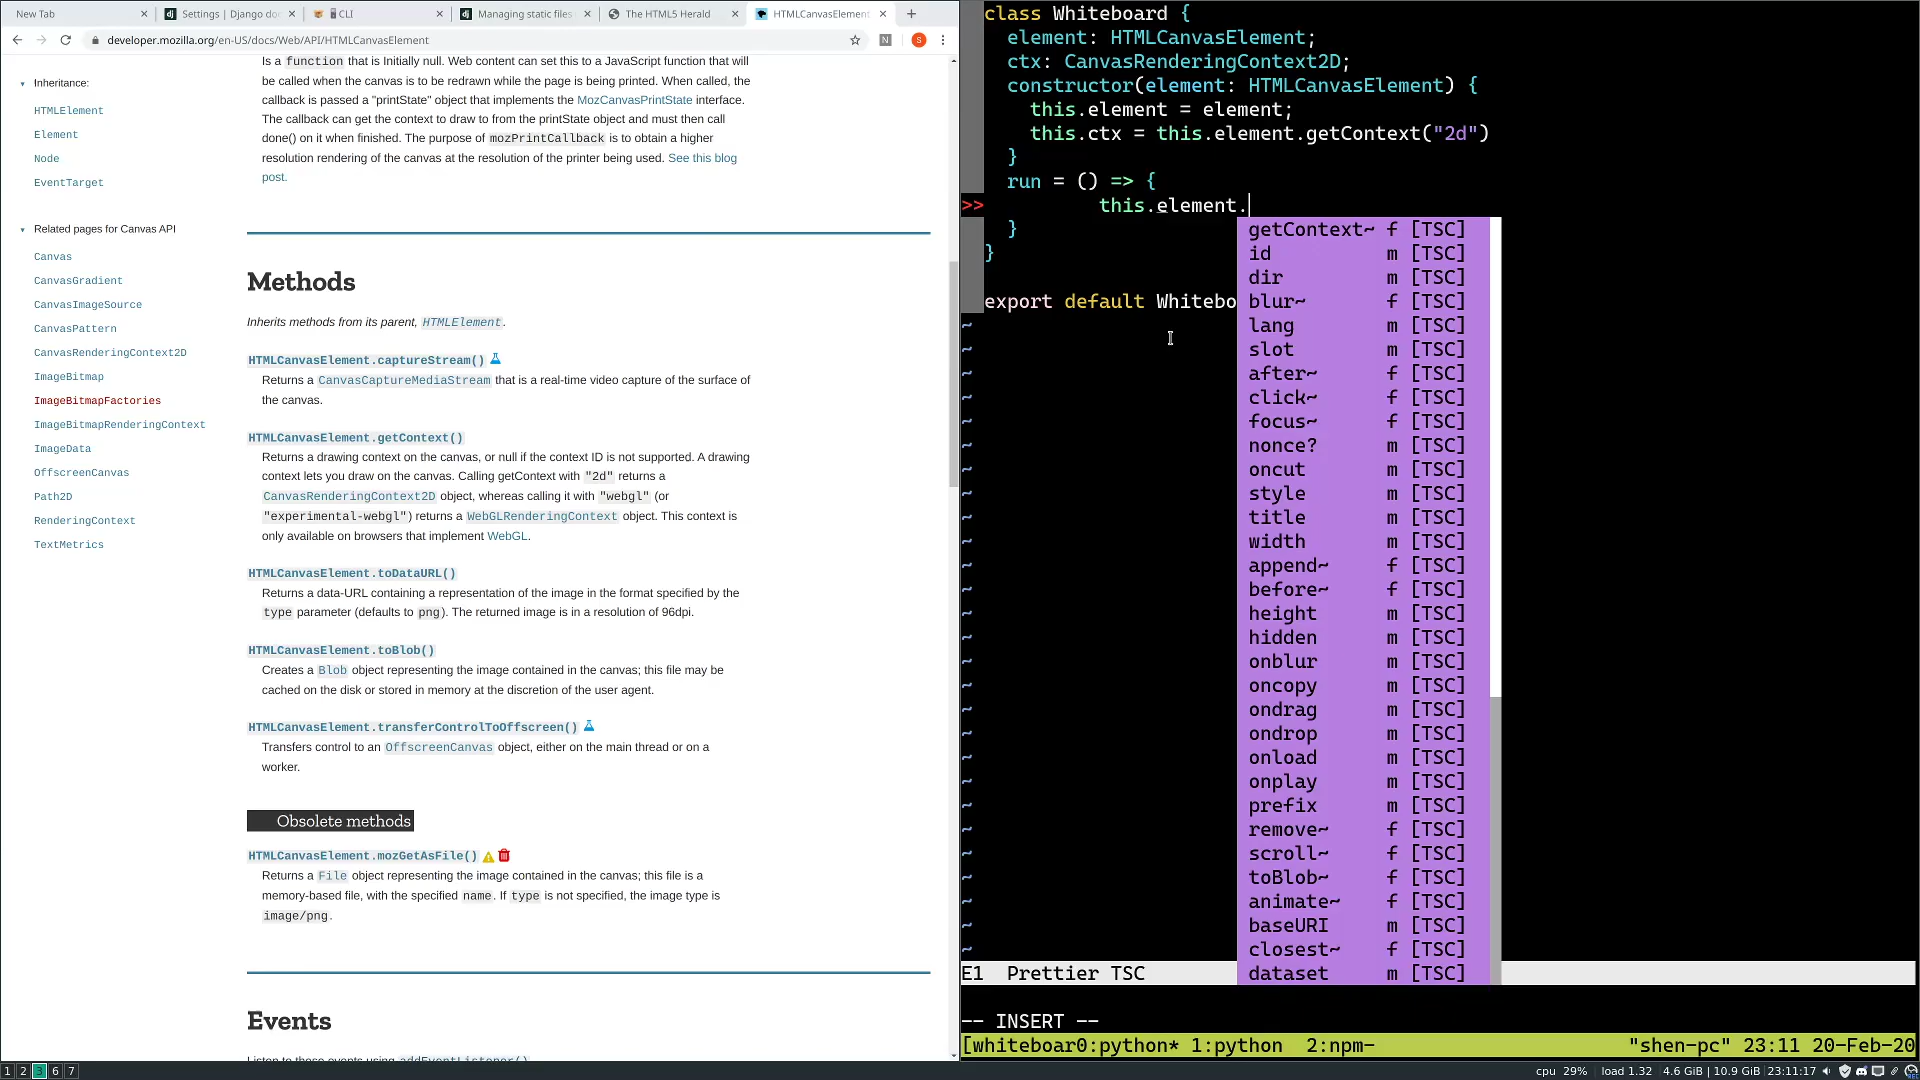 New Tab
Settings | Django do
CLI
Managing static files
The HTML5 Herald
HTMLCanvasElement
developer.mozilla.org/en-US/docs/Web/API/HTMLCanvasElement
Inheritance:
HTMLElement
Element
Node
EventTarget
Related pages for Canvas API
Canvas
CanvasGradient
CanvasImageSource
CanvasPattern
CanvasRenderingContext2D
ImageBitmap
ImageBitmapFactories
ImageBitmapRenderingContext
ImageData
OffscreenCanvas
Path2D
RenderingContext
TextMetrics
Is a function that is Initially null. Web content can set this to a JavaScript function that will
be called when the canvas is to be redrawn while the page is being printed. When called, the
callback is passed a "printState" object that implements the MozCanvasPrintState interface.
The callback can get the context to draw to from the printState object and must then call
done() on it when finished. The purpose of mozPrintCallback is to obtain a higher
resolution rendering of the canvas at the resolution of the printer being used. See this blog
post.
Methods
Inherits methods from its parent, HTMLElement.
HTMLCanvasElement.captureStream()
Returns a CanvasCaptureMediaStream that is a real-time video capture of the surface of
the canvas.
HTMLCanvasElement.getContext()
Returns a drawing context on the canvas, or null if the context ID is not supported. A drawing
context lets you draw on the canvas. Calling getContext with "2d" returns a
CanvasRenderingContext2D object, whereas calling it with "webgl" (or
"experimental-webgl") returns a WebGLRenderingContext object. This context is
only available on browsers that implement WebGL.
HTMLCanvasElement.toDataURL()
Returns a data-URL containing a representation of the image in the format specified by the
type parameter (defaults to png). The returned image is in a resolution of 96dpi.
HTMLCanvasElement.toBlob()
Creates a Blob object representing the image contained in the canvas; this file may be
cached on the disk or stored in memory at the discretion of the user agent.
HTMLCanvasElement.transferControlToOffscreen()
Transfers control to an OffscreenCanvas object, either on the main thread or on a
worker.
Obsolete methods
HTMLCanvasElement.mozGetAsFile()
Returns a File object representing the image contained in the canvas; this file is a
memory-based file, with the specified name. If type is not specified, the image type is
image/png.
Events
Listen to these events using addEventListener()
class Whiteboard {
element: HTMLCanvasElement;
ctx: CanvasRenderingContext2D;
constructor(element: HTMLCanvasElement) {
this.element = element;
this.ctx = this.element.getContext("2d")
}
run = () => {
>> this.element.
}
}
export default Whitebo
getContext~ f [TSC]
id m [TSC]
dir m [TSC]
blur~ f [TSC]
lang m [TSC]
slot m [TSC]
after~ f [TSC]
click~ f [TSC]
focus~ f [TSC]
nonce? m [TSC]
oncut m [TSC]
style m [TSC]
title m [TSC]
width m [TSC]
append~ f [TSC]
before~ f [TSC]
height m [TSC]
hidden m [TSC]
onblur m [TSC]
oncopy m [TSC]
ondrag m [TSC]
ondrop m [TSC]
onload m [TSC]
onplay m [TSC]
prefix m [TSC]
remove~ f [TSC]
scroll~ f [TSC]
toBlob~ f [TSC]
animate~ f [TSC]
baseURI m [TSC]
closest~ f [TSC]
dataset m [TSC]
E1 Prettier TSC
-- INSERT --
[whiteboar0:python* 1:python 2:npm- "shen-pc" 23:11 20-Feb-20
1 2 3 6 7
cpu 29% load 1.32 4.6 GiB | 10.9 GiB 23:11:17